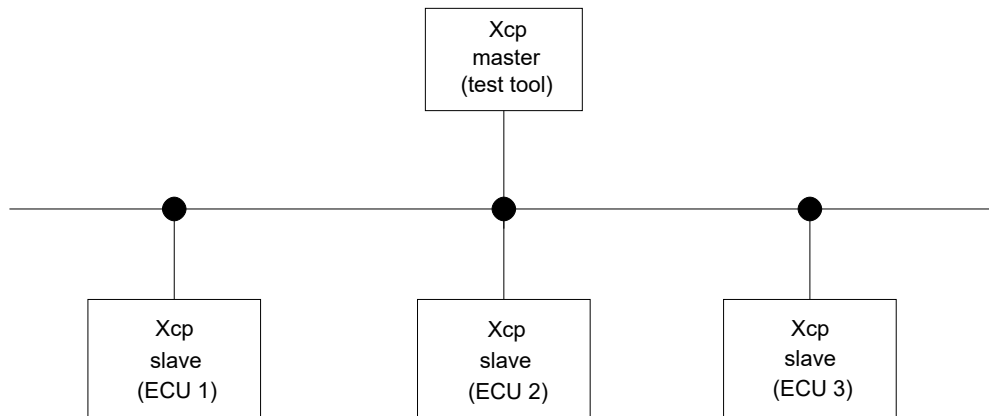 Xcp
master
(test tool)
Xcp
slave
(ECU 1)
Xcp
slave
(ECU 2)
Xcp
slave
(ECU 3)